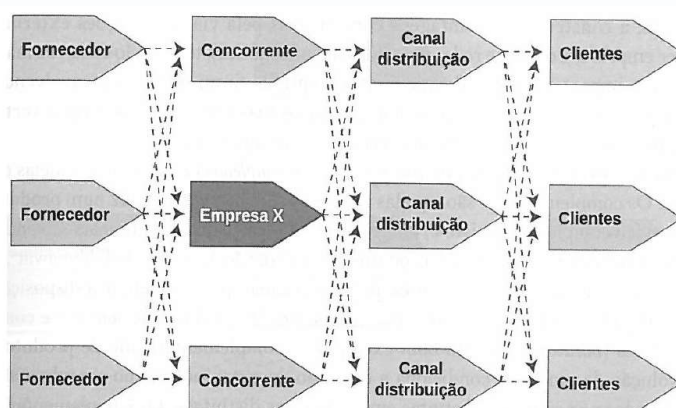 Fornecedor
Concorrente
Canal
distribuição
Clientes
Fornecedor
Empresa X
Canal
distribuição
Clientes
Fornecedor
Concorrente
Canal
distribuição
Clientes